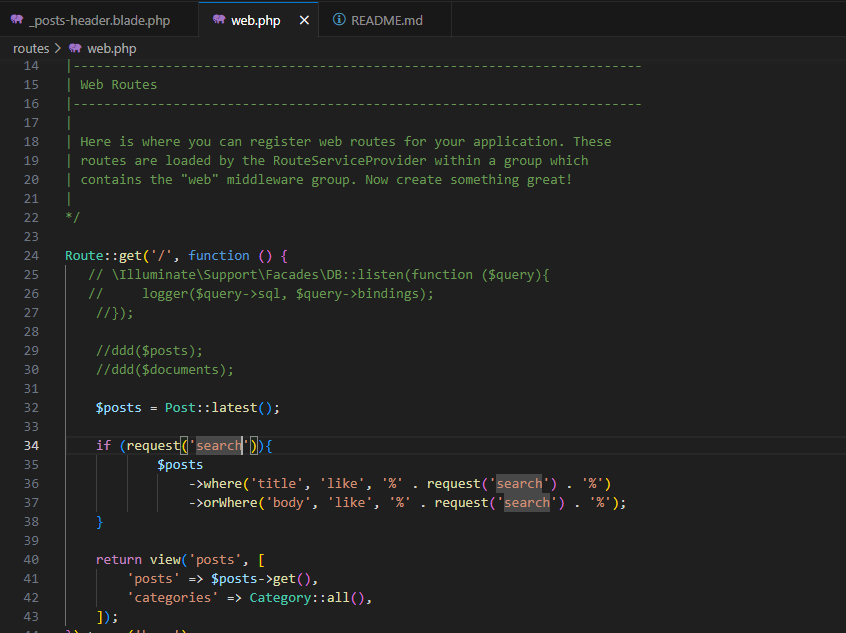 _posts-header.blade.php web.php × README.md
routes > web.php
14 |--------------------------------------------------------------------------
15 | Web Routes
16 |--------------------------------------------------------------------------
17 |
18 | Here is where you can register web routes for your application. These
19 | routes are loaded by the RouteServiceProvider within a group which
20 | contains the "web" middleware group. Now create something great!
21 |
22 */
23
24 Route::get('/', function () {
25 // \Illuminate\Support\Facades\DB::listen(function ($query){
26 // logger($query->sql, $query->bindings);
27 //});
28
29 //ddd($posts);
30 //ddd($documents);
31
32 $posts = Post::latest();
33
34 if (request('search')){
35 $posts
36 ->where('title', 'like', '%' . request('search') . '%')
37 ->orWhere('body', 'like', '%' . request('search') . '%');
38 }
39
40 return view('posts', [
41 'posts' => $posts->get(),
42 'categories' => Category::all(),
43 ]);